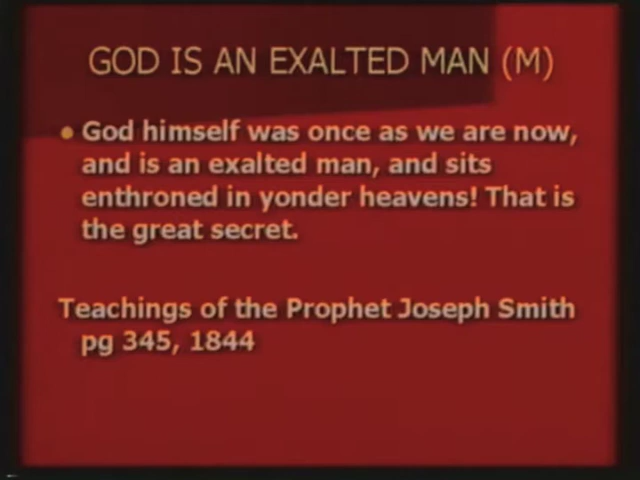 GOD IS AN EXALTED MAN (M)
• God himself was once as we are now,
and is an exalted man, and sits
enthroned in yonder heavens! That is
the great secret.
Teachings of the Prophet Joseph Smith
pg 345, 1844